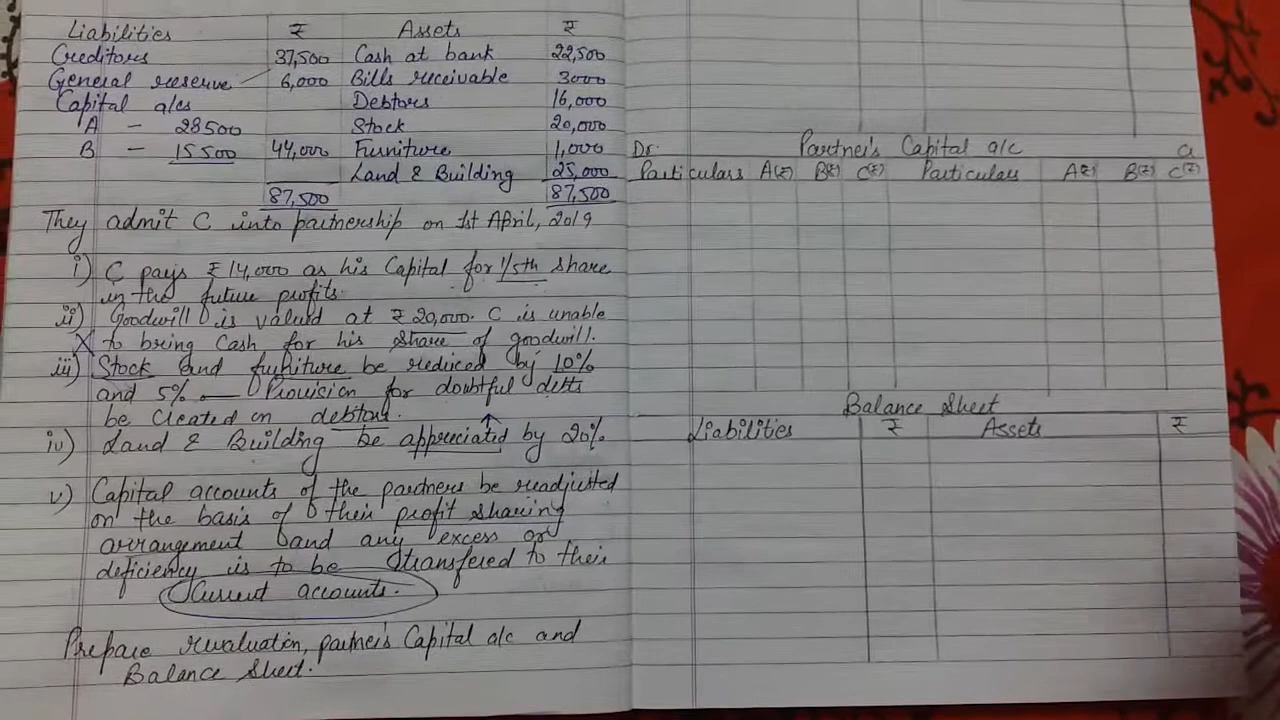 Liabilities ₹ Assets ₹
Creditors 37,500 Cash at bank 22,500
General reserve 6,000 Bills receivable 3000
Capital a/cs Debtors 16,000
A - 28500 Stock 20,000
B - 15500 44,000 Furniture 1,000
Land & Building 25,000
87,500 87,500
They admit C into partnership on 1st April, 2019
i) C pays ₹14,000 as his Capital for 1/5th share
in the future profits.
ii) Goodwill is valued at ₹20,000. C is unable
to bring Cash for his share of goodwill.
iii) Stock and furniture be reduced by 10%
and 5% Provision for doubtful debts
be created on debtors.
iv) Land & Building be appreciated by 20%
v) Capital accounts of the partners be readjusted
on the basis of their profit sharing
arrangement and any excess or
deficiency is to be transfered to their
Current accounts.
Prepare revaluation, partner's Capital a/c and
Balance Sheet.
Dr. Partner's Capital a/c Cr
Particulars A(₹) B(₹) C(₹) Particulars A(₹) B(₹) C(₹)
Balance Sheet
Liabilities ₹ Assets ₹